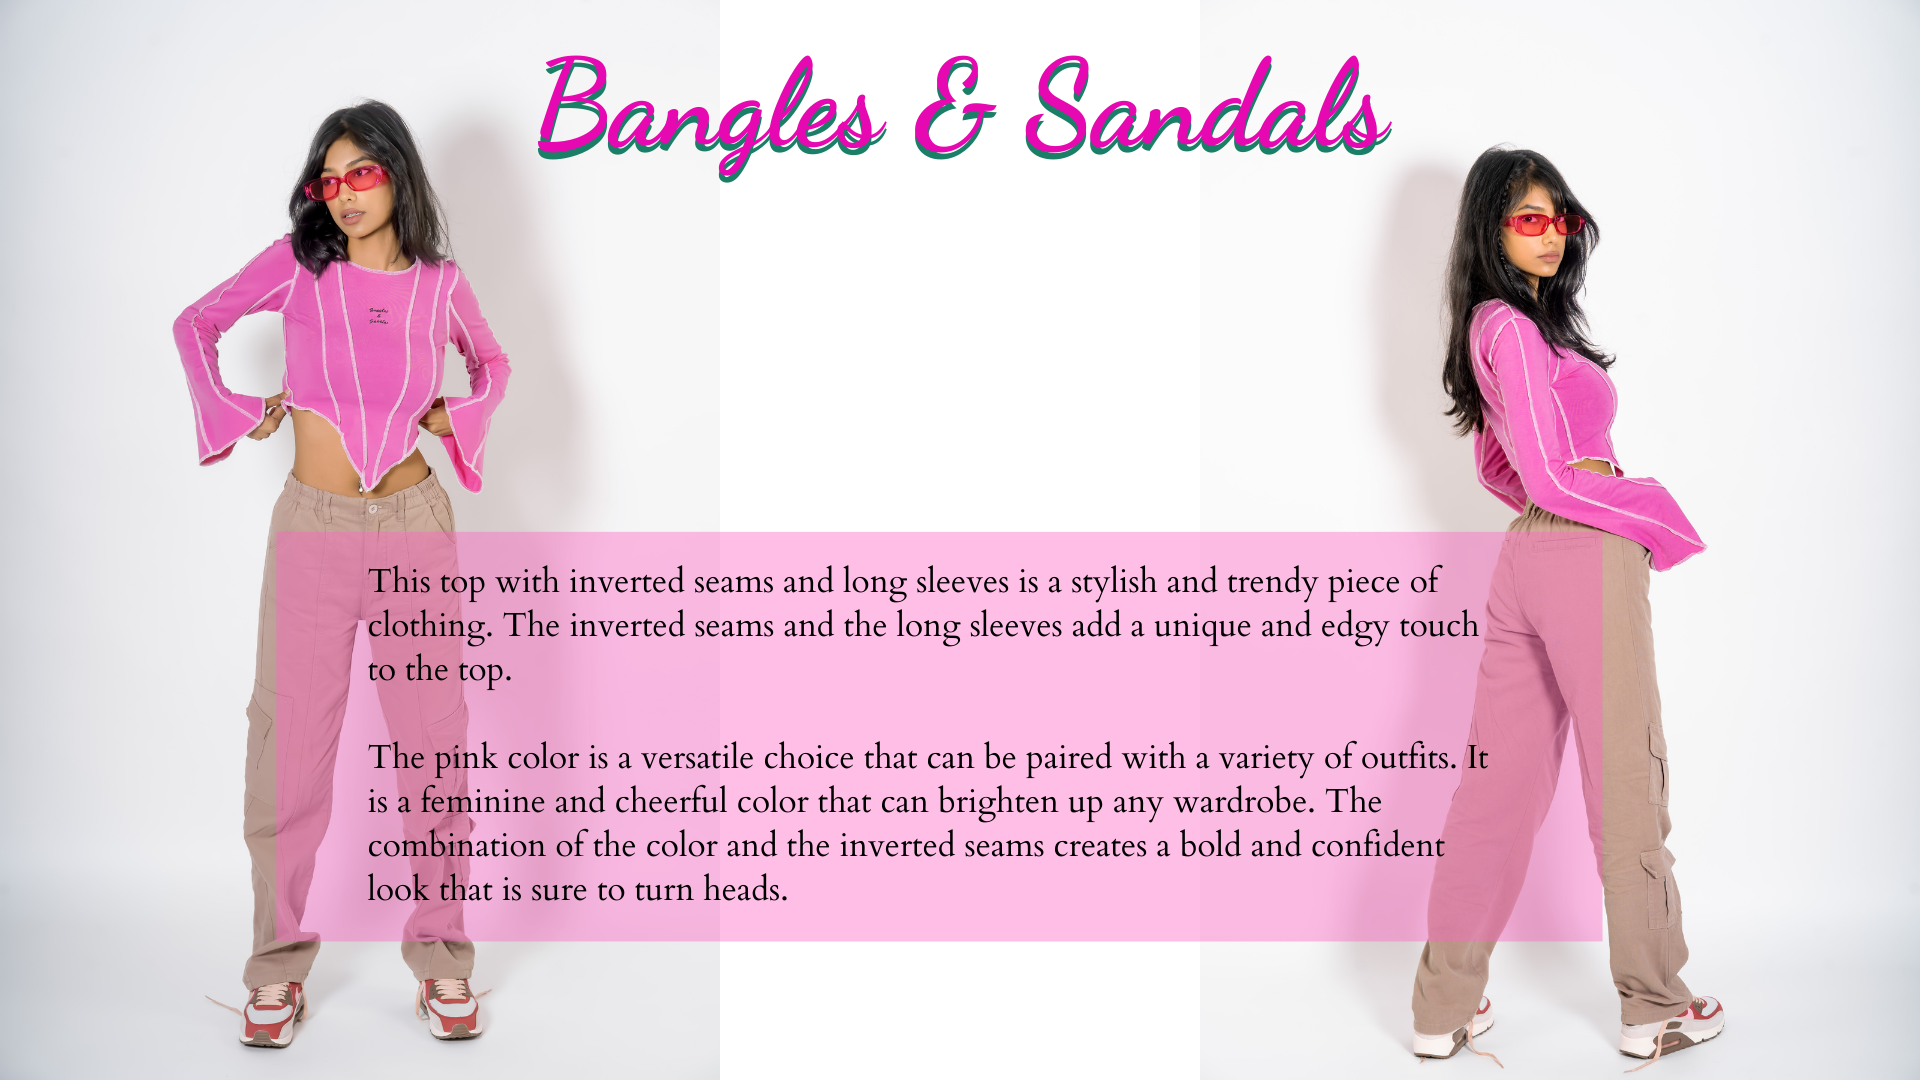 Bangles & Sandals
This top with inverted seams and long sleeves is a stylish and trendy piece of
clothing. The inverted seams and the long sleeves add a unique and edgy touch
to the top.
The pink color is a versatile choice that can be paired with a variety of outfits. It
is a feminine and cheerful color that can brighten up any wardrobe. The
combination of the color and the inverted seams creates a bold and confident
look that is sure to turn heads.